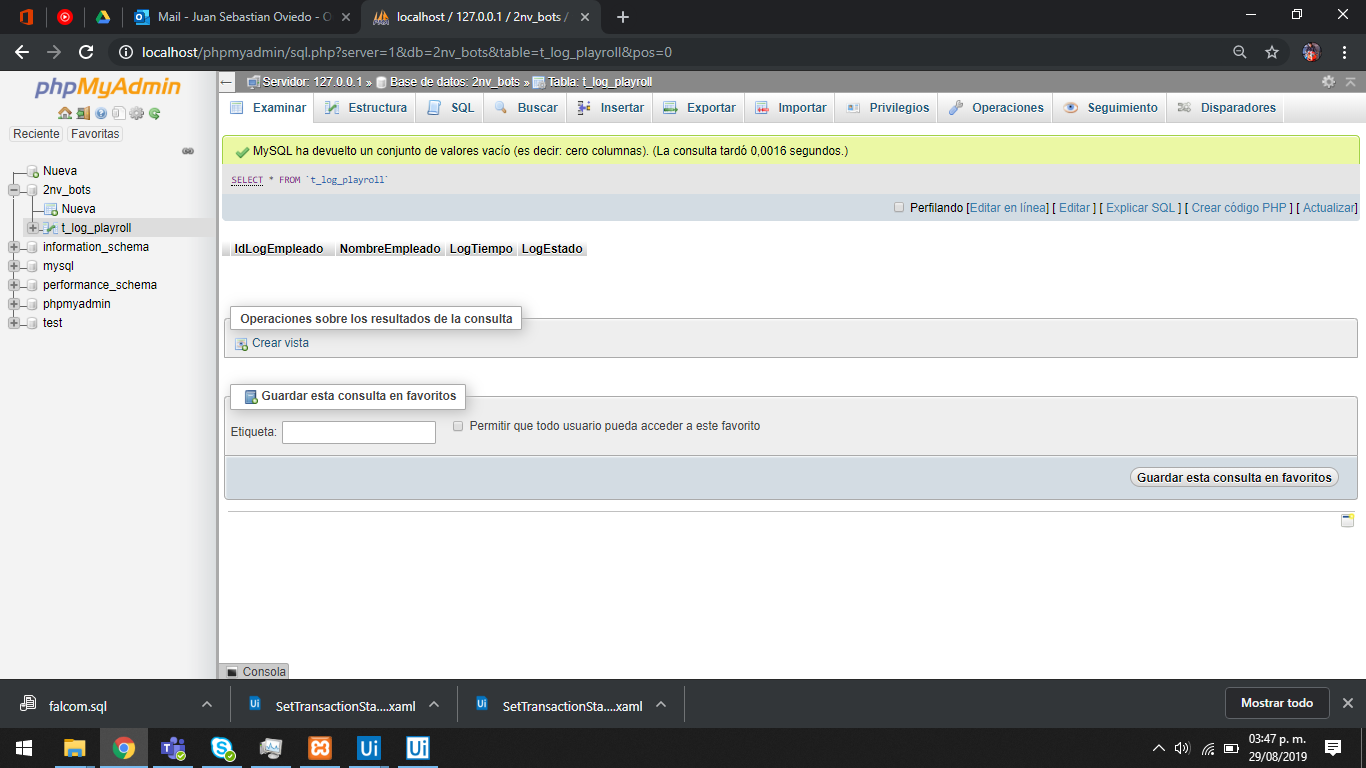 Mail - Juan Sebastian Oviedo - O
localhost / 127.0.0.1 / 2nv_bots /
localhost/phpmyadmin/sql.php?server=1&db=2nv_bots&table=t_log_playroll&pos=0
phpMyAdmin
Reciente Favoritas
Nueva
2nv_bots
Nueva
t_log_playroll
information_schema
mysql
performance_schema
phpmyadmin
test
Servidor: 127.0.0.1 » Base de datos: 2nv_bots » Tabla: t_log_playroll
Examinar Estructura SQL Buscar Insertar Exportar Importar Privilegios Operaciones Seguimiento Disparadores
MySQL ha devuelto un conjunto de valores vacío (es decir: cero columnas). (La consulta tardó 0,0016 segundos.)
SELECT * FROM `t_log_playroll`
Perfilando [Editar en línea] [ Editar ] [ Explicar SQL ] [ Crear código PHP ] [ Actualizar]
IdLogEmpleado NombreEmpleado LogTiempo LogEstado
Operaciones sobre los resultados de la consulta
Crear vista
Guardar esta consulta en favoritos
Etiqueta: Permitir que todo usuario pueda acceder a este favorito
Guardar esta consulta en favoritos
Consola
falcom.sql
Ui SetTransactionSta....xaml
Ui SetTransactionSta....xaml
Mostrar todo
Ui Ui
03:47 p. m.
29/08/2019